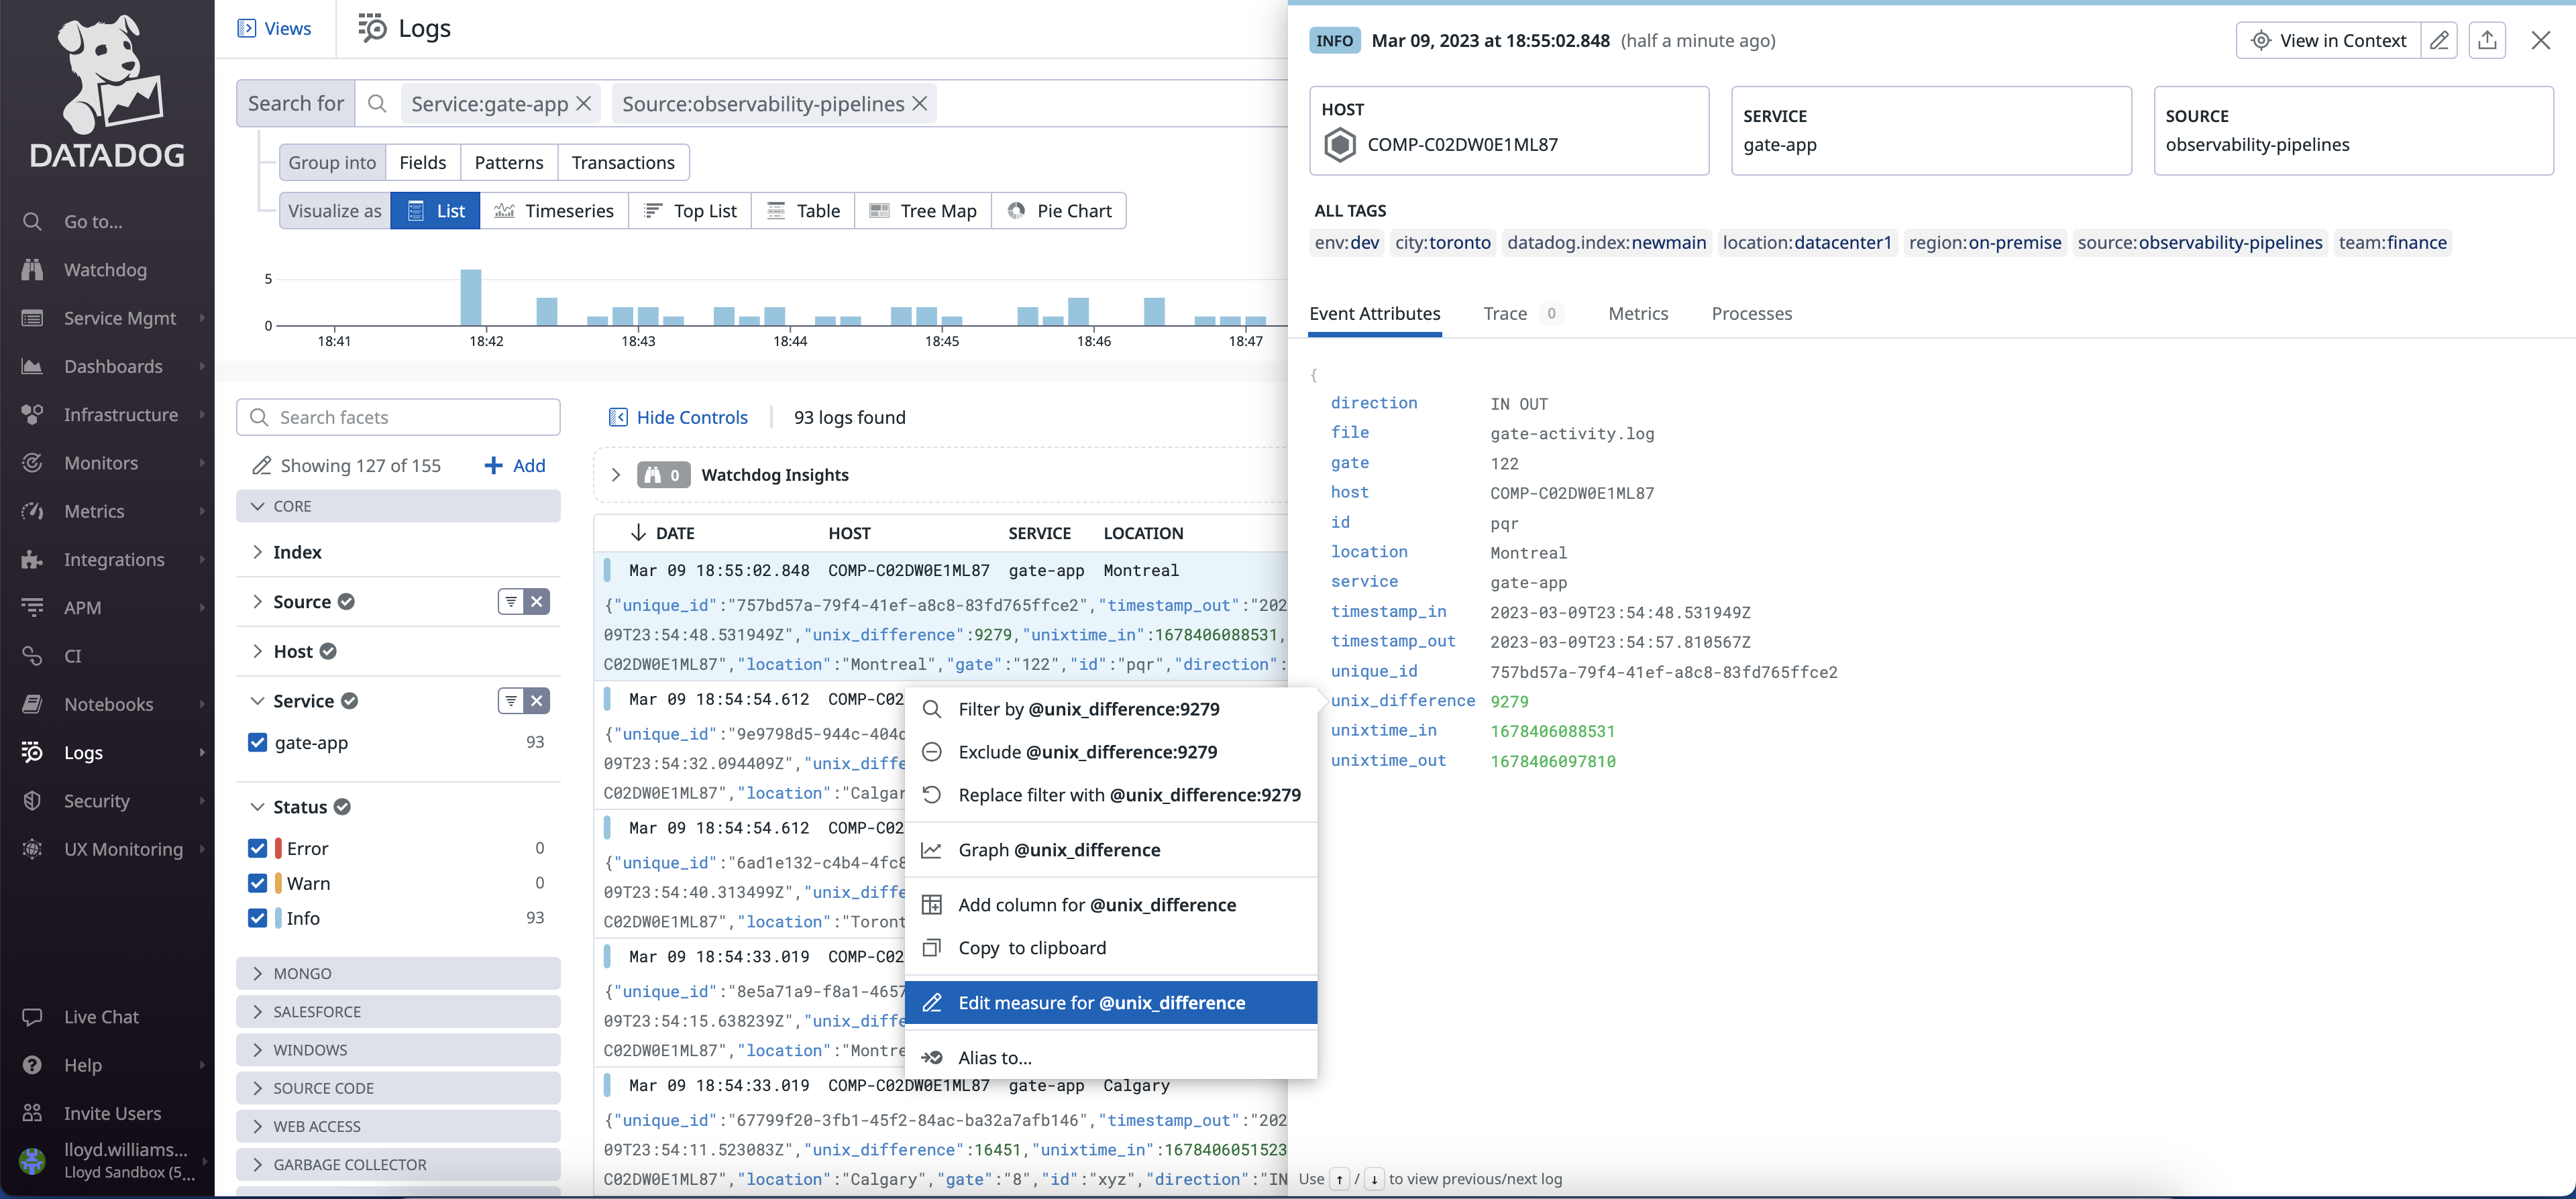 DATADOG
Go to...
Watchdog
Service Mgmt
Dashboards
Infrastructure
Monitors
Metrics
Integrations
APM
CI
Notebooks
Logs
Security
UX Monitoring
Live Chat
Help
Invite Users
lloyd.williams...
Lloyd Sandbox (5...
Views
Logs
Search for
Service:gate-app
Source:observability-pipelines
Group into
Fields
Patterns
Transactions
Visualize as
List
Timeseries
Top List
Table
Tree Map
Pie Chart
5
0
18:41
18:42
18:43
18:44
18:45
18:46
18:47
Search facets
Showing 127 of 155
Add
CORE
Index
Source
Host
Service
gate-app 93
Status
Error 0
Warn 0
Info 93
MONGO
SALESFORCE
WINDOWS
SOURCE CODE
WEB ACCESS
GARBAGE COLLECTOR
Hide Controls
93 logs found
0 Watchdog Insights
DATE HOST SERVICE LOCATION
Mar 09 18:55:02.848 COMP-C02DW0E1ML87 gate-app Montreal
{"unique_id":"757bd57a-79f4-41ef-a8c8-83fd765ffce2","timestamp_out":"202
09T23:54:48.531949Z","unix_difference":9279,"unixtime_in":1678406088531,
C02DW0E1ML87","location":"Montreal","gate":"122","id":"pqr","direction":
Mar 09 18:54:54.612 COMP-C02
{"unique_id":"9e9798d5-944c-404d
09T23:54:32.094409Z","unix_diffe
C02DW0E1ML87","location":"Calgar
Mar 09 18:54:54.612 COMP-C02
{"unique_id":"6ad1e132-c4b4-4fc8
09T23:54:40.313499Z","unix_diffe
C02DW0E1ML87","location":"Toront
Mar 09 18:54:33.019 COMP-C02
{"unique_id":"8e5a71a9-f8a1-4657
09T23:54:15.638239Z","unix_diffe
C02DW0E1ML87","location":"Montre
Mar 09 18:54:33.019 COMP-C02DW0E1ML87 gate-app Calgary
{"unique_id":"67799f20-3fb1-45f2-84ac-ba32a7afb146","timestamp_out":"202
09T23:54:11.523083Z","unix_difference":16451,"unixtime_in":1678406051523
C02DW0E1ML87","location":"Calgary","gate":"8","id":"xyz","direction":"IN
Filter by @unix_difference:9279
Exclude @unix_difference:9279
Replace filter with @unix_difference:9279
Graph @unix_difference
Add column for @unix_difference
Copy to clipboard
Edit measure for @unix_difference
Alias to...
INFO Mar 09, 2023 at 18:55:02.848 (half a minute ago)
View in Context
HOST
COMP-C02DW0E1ML87
SERVICE
gate-app
SOURCE
observability-pipelines
ALL TAGS
env:dev city:toronto datadog.index:newmain location:datacenter1 region:on-premise source:observability-pipelines team:finance
Event Attributes
Trace 0
Metrics
Processes
{
direction IN OUT
file gate-activity.log
gate 122
host COMP-C02DW0E1ML87
id pqr
location Montreal
service gate-app
timestamp_in 2023-03-09T23:54:48.531949Z
timestamp_out 2023-03-09T23:54:57.810567Z
unique_id 757bd57a-79f4-41ef-a8c8-83fd765ffce2
unix_difference 9279
unixtime_in 1678406088531
unixtime_out 1678406097810
Use ↑ / ↓ to view previous/next log